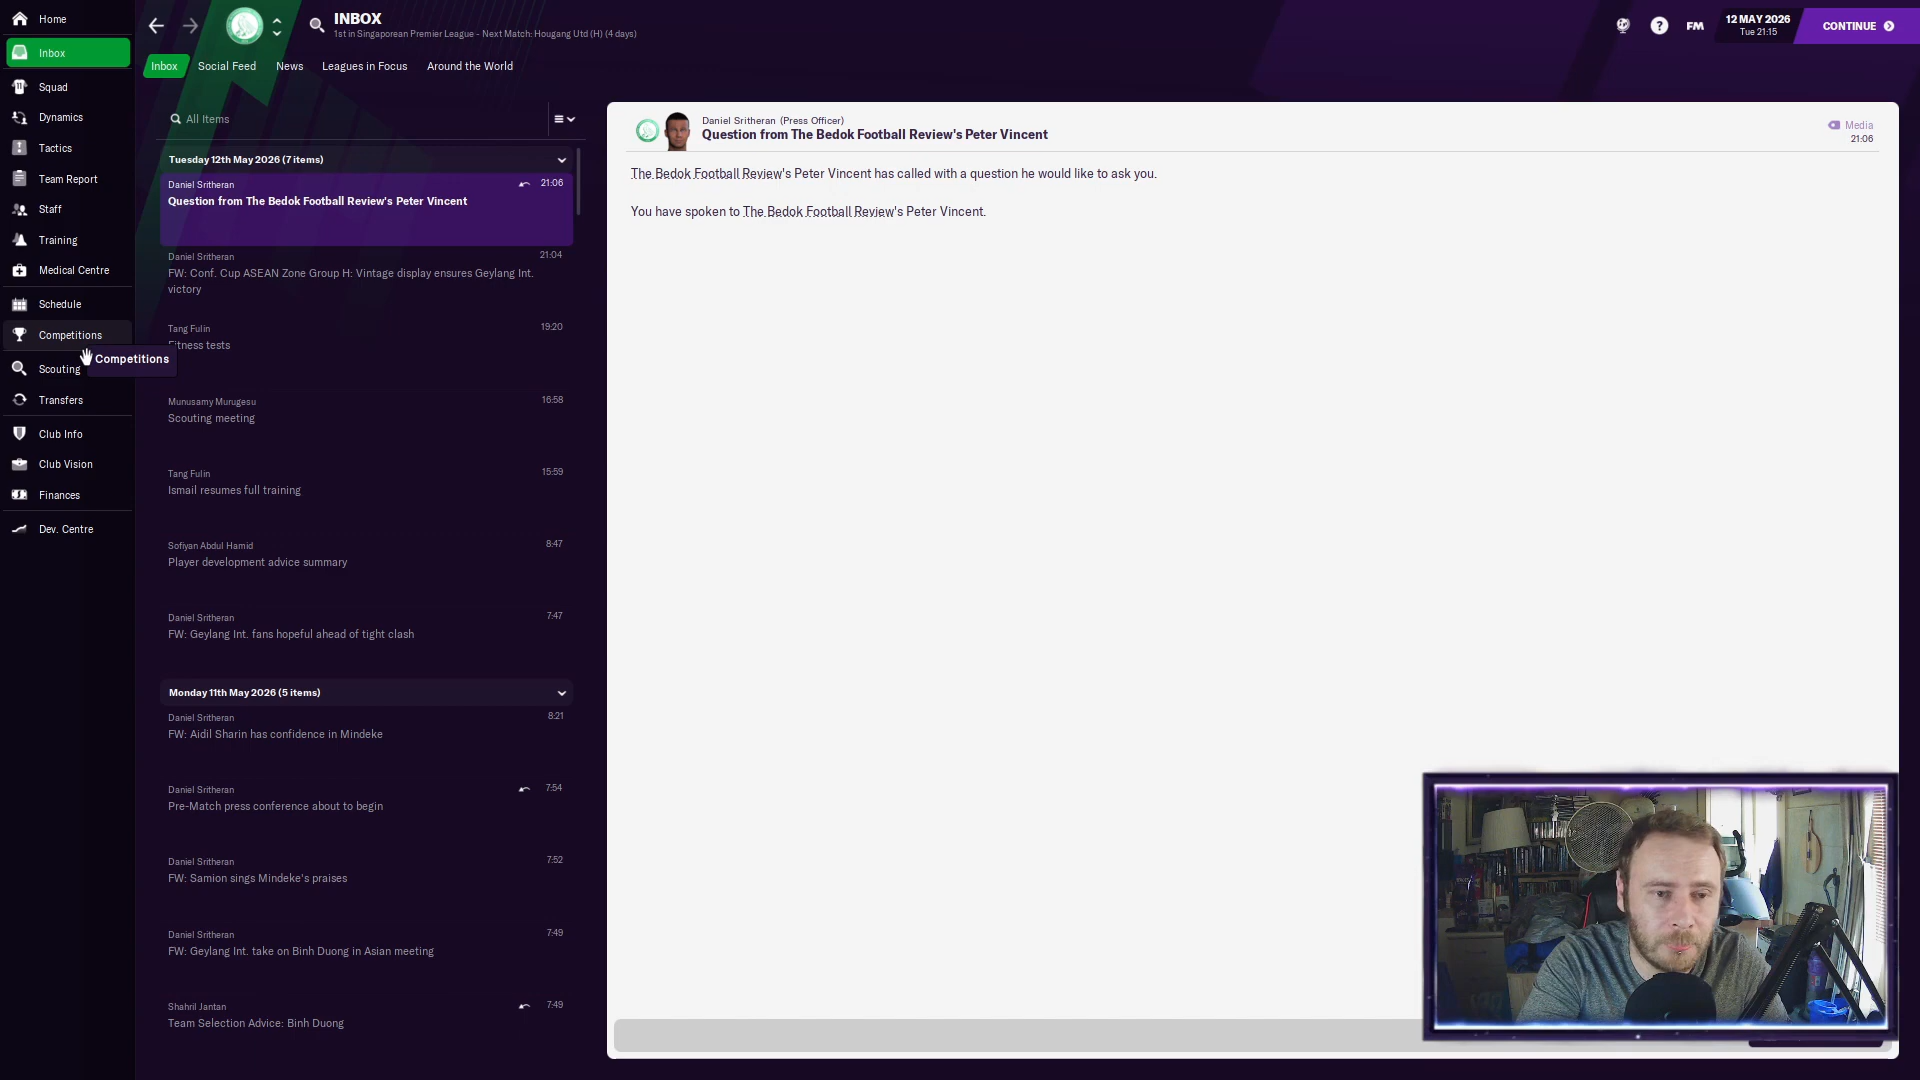 Home
Inbox
Squad
Dynamics
Tactics
Team Report
Staff
Training
Medical Centre
Schedule
Competitions
Competitions
Scouting
Transfers
Club Info
Club Vision
Finances
Dev. Centre
INBOX
1st in Singaporean Premier League - Next Match: Hougang Utd (H) (4 days)
FM
12 MAY 2026
Tue 21:15
CONTINUE
Inbox
Social Feed
News
Leagues in Focus
Around the World
All Items
Tuesday 12th May 2026 (7 items)
Daniel Sritheran
21:06
Question from The Bedok Football Review's Peter Vincent
Daniel Sritheran
21:04
FW: Conf. Cup ASEAN Zone Group H: Vintage display ensures Geylang Int.
victory
Tang Fulin
19:20
Fitness tests
Munusamy Murugesu
16:58
Scouting meeting
Tang Fulin
15:59
Ismail resumes full training
Sofiyan Abdul Hamid
8:47
Player development advice summary
Daniel Sritheran
7:47
FW: Geylang Int. fans hopeful ahead of tight clash
Monday 11th May 2026 (5 items)
Daniel Sritheran
8:21
FW: Aidil Sharin has confidence in Mindeke
Daniel Sritheran
7:54
Pre-Match press conference about to begin
Daniel Sritheran
7:52
FW: Samion sings Mindeke's praises
Daniel Sritheran
7:49
FW: Geylang Int. take on Binh Duong in Asian meeting
Shahril Jantan
7:49
Team Selection Advice: Binh Duong
Daniel Sritheran (Press Officer)
Question from The Bedok Football Review's Peter Vincent
Media
21:06
The Bedok Football Review's Peter Vincent has called with a question he would like to ask you.
You have spoken to The Bedok Football Review's Peter Vincent.